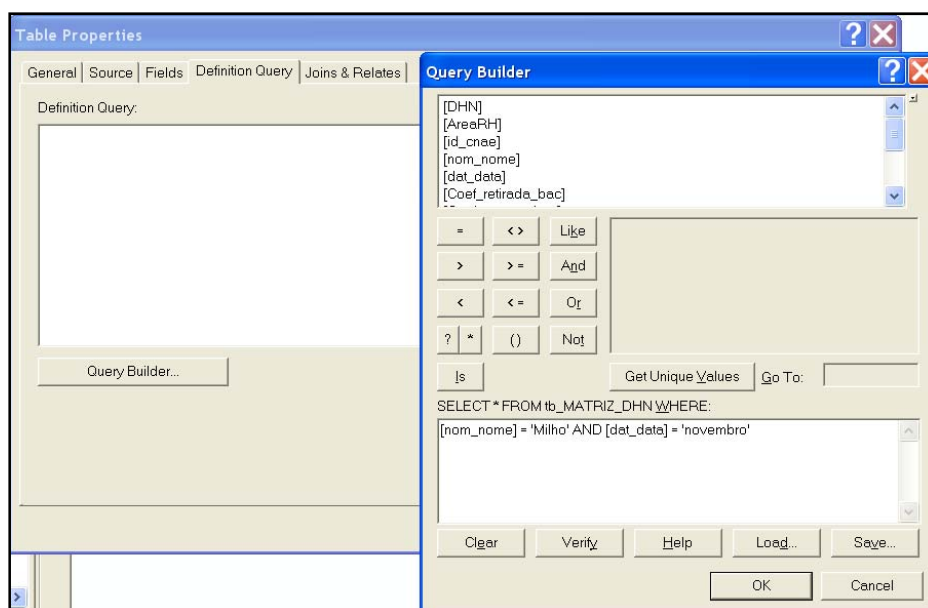 Table Properties
General Source Fields Definition Query Joins & Relates
Definition Query:
Query Builder...
Query Builder
[DHN]
[AreaRH]
[id_cnae]
[nom_nome]
[dat_data]
[Coef_retirada_bac]
= <> Like
> >= And
< <= Or
? * () Not
Is Get Unique Values Go To:
SELECT * FROM tb_MATRIZ_DHN WHERE:
[nom_nome] = 'Milho' AND [dat_data] = 'novembro'
Clear Verify Help Load... Save...
OK Cancel